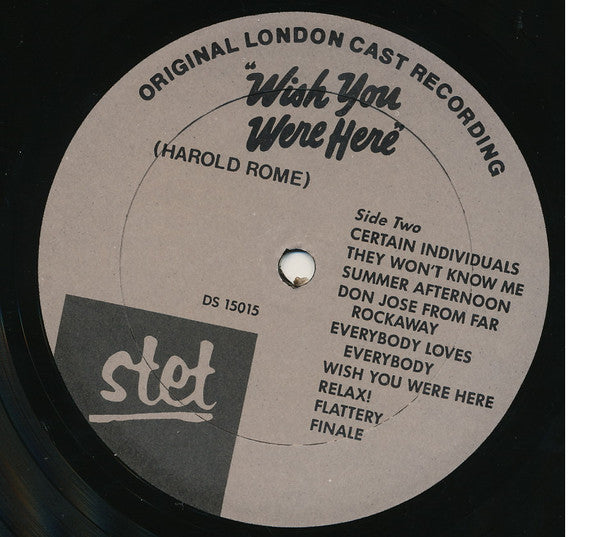 ORIGINAL LONDON CAST RECORDING
"Wish You
Were Here"
(HAROLD ROME)
Side Two
CERTAIN INDIVIDUALS
THEY WON'T KNOW ME
SUMMER AFTERNOON
DON JOSE FROM FAR
ROCKAWAY
EVERYBODY LOVES
EVERYBODY
WISH YOU WERE HERE
RELAX!
FLATTERY
FINALE
DS 15015
stet